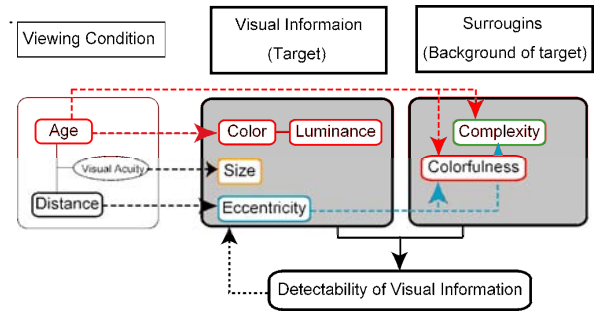 Viewing Condition
Visual Informaion
(Target)
Surrougins
(Background of target)
Age
Color
Luminance
Complexity
Visual Acuity
Size
Colorfulness
Distance
Eccentricity
Detectability of Visual Information